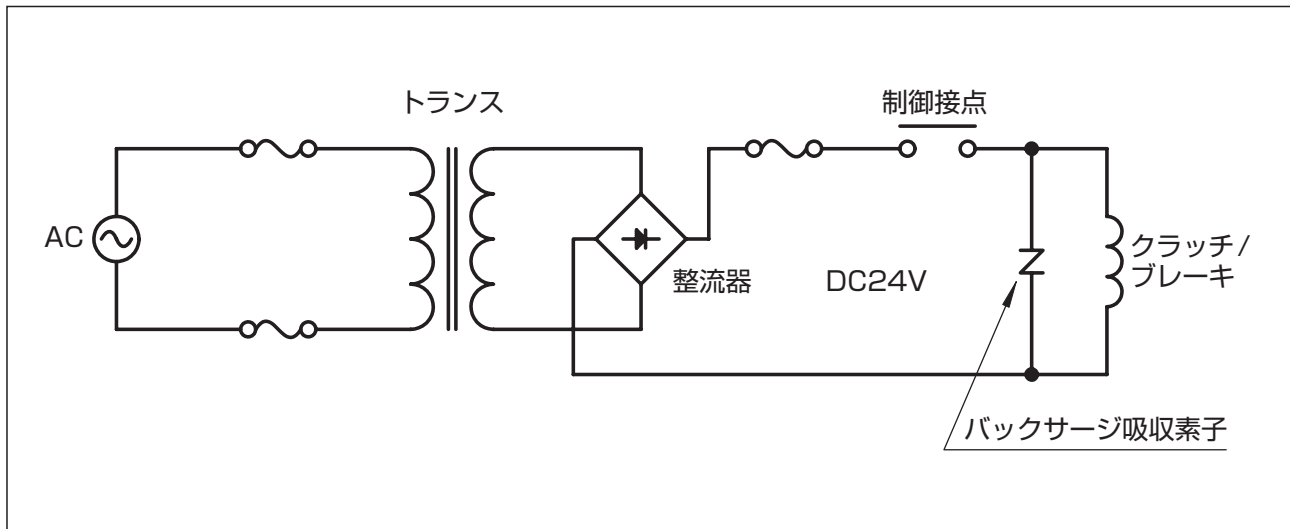 トランス
制御接点
AC
整流器
DC24V
クラッチ/
ブレーキ
バックサージ吸収素子